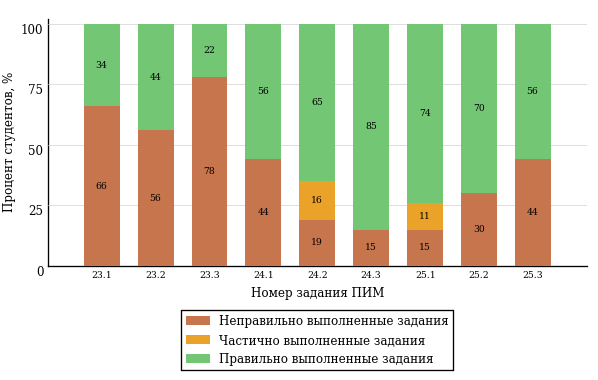 100
75
50
25
0
Процент студентов, %
34 44 22 56 65 85 74 70 56
16 11
66 56 78 44 19 15 15 30 44
23.1 23.2 23.3 24.1 24.2 24.3 25.1 25.2 25.3
Номер задания ПИМ
Неправильно выполненные задания
Частично выполненные задания
Правильно выполненные задания